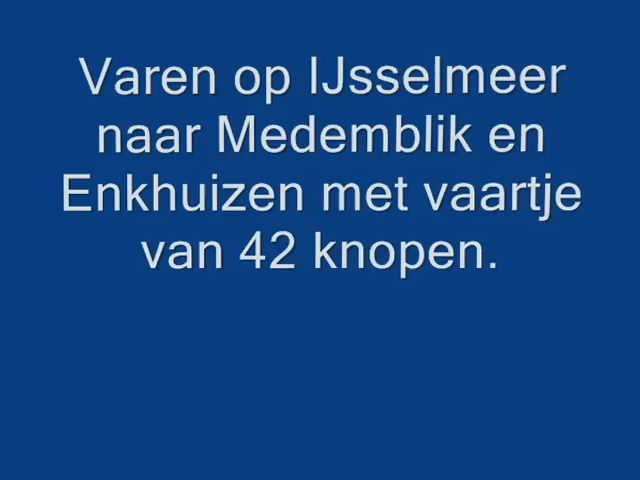 Varen op IJsselmeer
naar Medemblik en
Enkhuizen met vaartje
van 42 knopen.